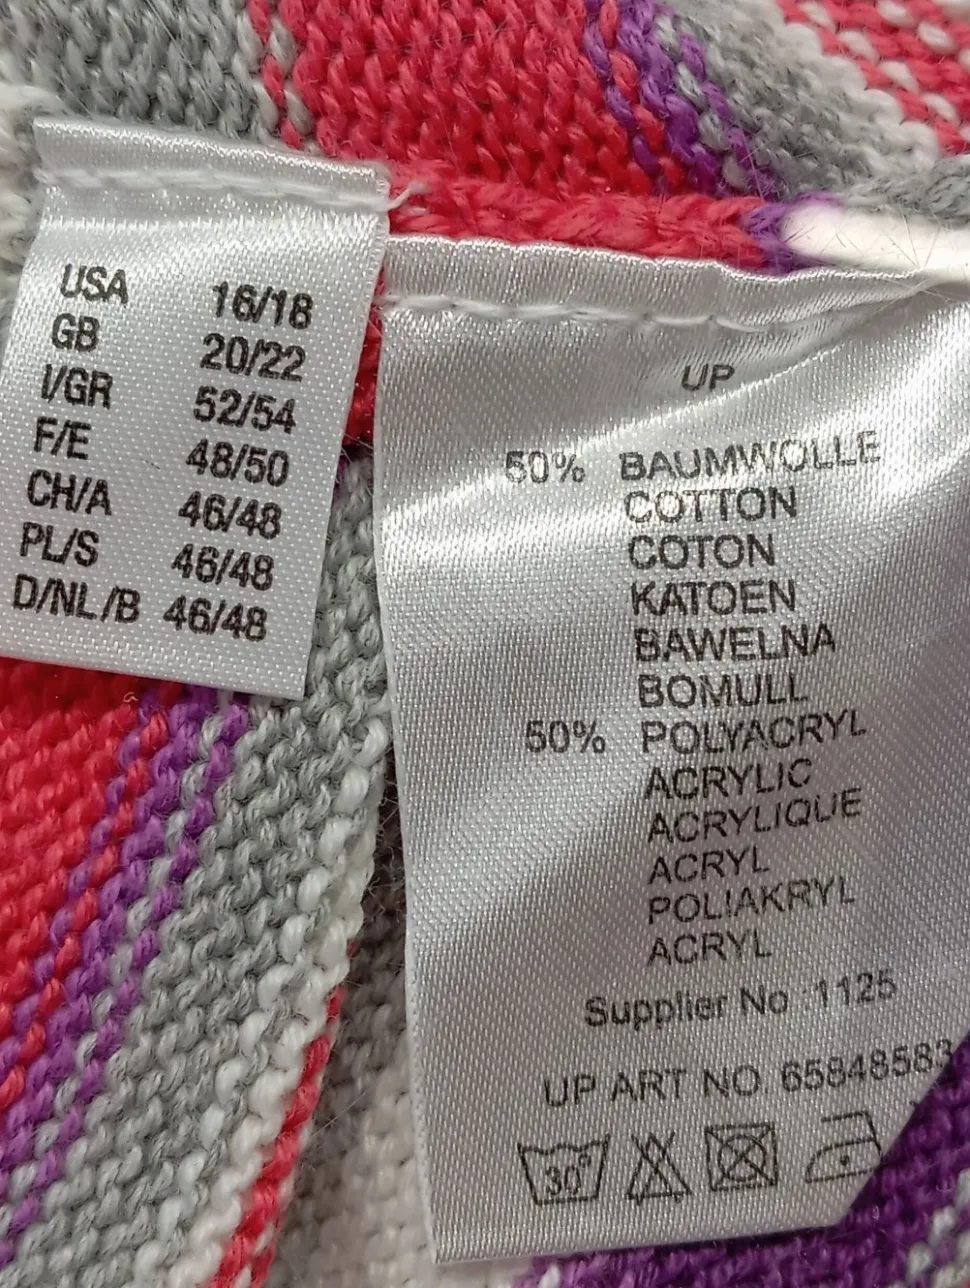 USA 16/18
GB 20/22
I/GR 52/54
F/E 48/50
CH/A 46/48
PL/S 46/48
D/NL/B 46/48
UP
50% BAUMWOLLE
COTTON
COTON
KATOEN
BAWELNA
BOMULL
50% POLYACRYL
ACRYLIC
ACRYLIQUE
ACRYL
POLIAKRYL
ACRYL
Supplier No :1125
UP ART NO. 65848583
30°